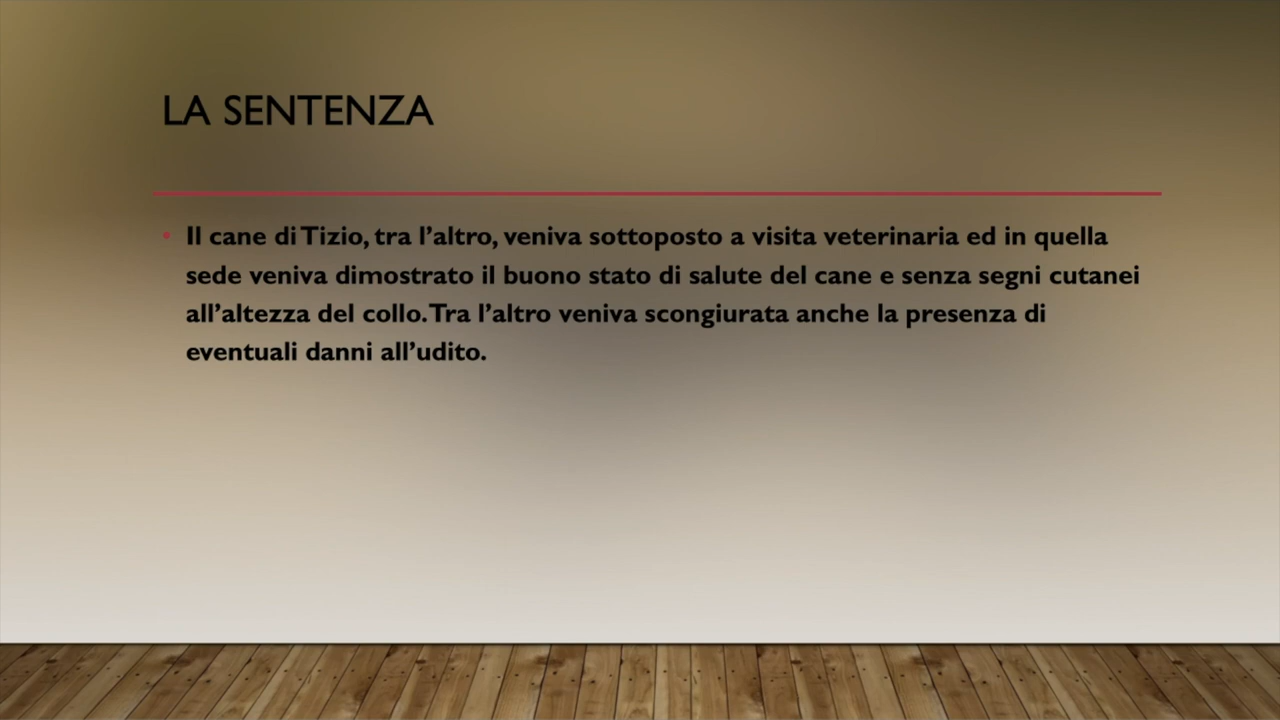 LA SENTENZA
Il cane di Tizio, tra l’altro, veniva sottoposto a visita veterinaria ed in quella
sede veniva dimostrato il buono stato di salute del cane e senza segni cutanei
all’altezza del collo. Tra l’altro veniva scongiurata anche la presenza di
eventuali danni all’udito.